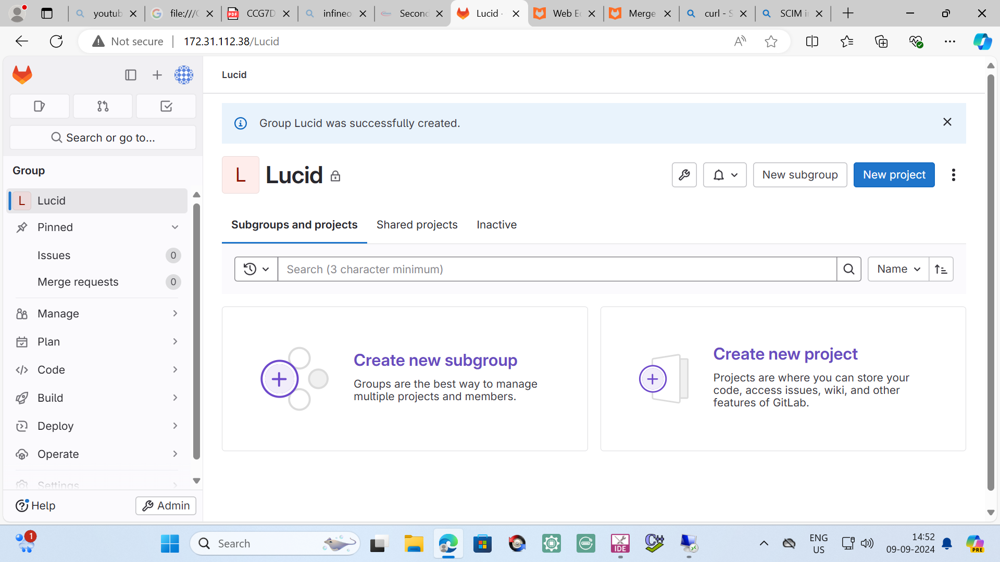 youtub
file:///C
CCG7D
infineo
Second
Lucid ·
Web Ec
Merge
curl - S
SCIM i
Not secure
172.31.112.38/Lucid
Search or go to...
Group
L Lucid
Pinned
Issues 0
Merge requests 0
Manage
Plan
Code
Build
Deploy
Operate
Settings
Help
Admin
Lucid
Group Lucid was successfully created.
L
Lucid
New subgroup
New project
Subgroups and projects
Shared projects
Inactive
Search (3 character minimum)
Name
Create new subgroup
Groups are the best way to manage
multiple projects and members.
Create new project
Projects are where you can store your
code, access issues, wiki, and other
features of GitLab.
1
Search
IDE
C++
ENG
US
14:52
09-09-2024
PRE
PDF